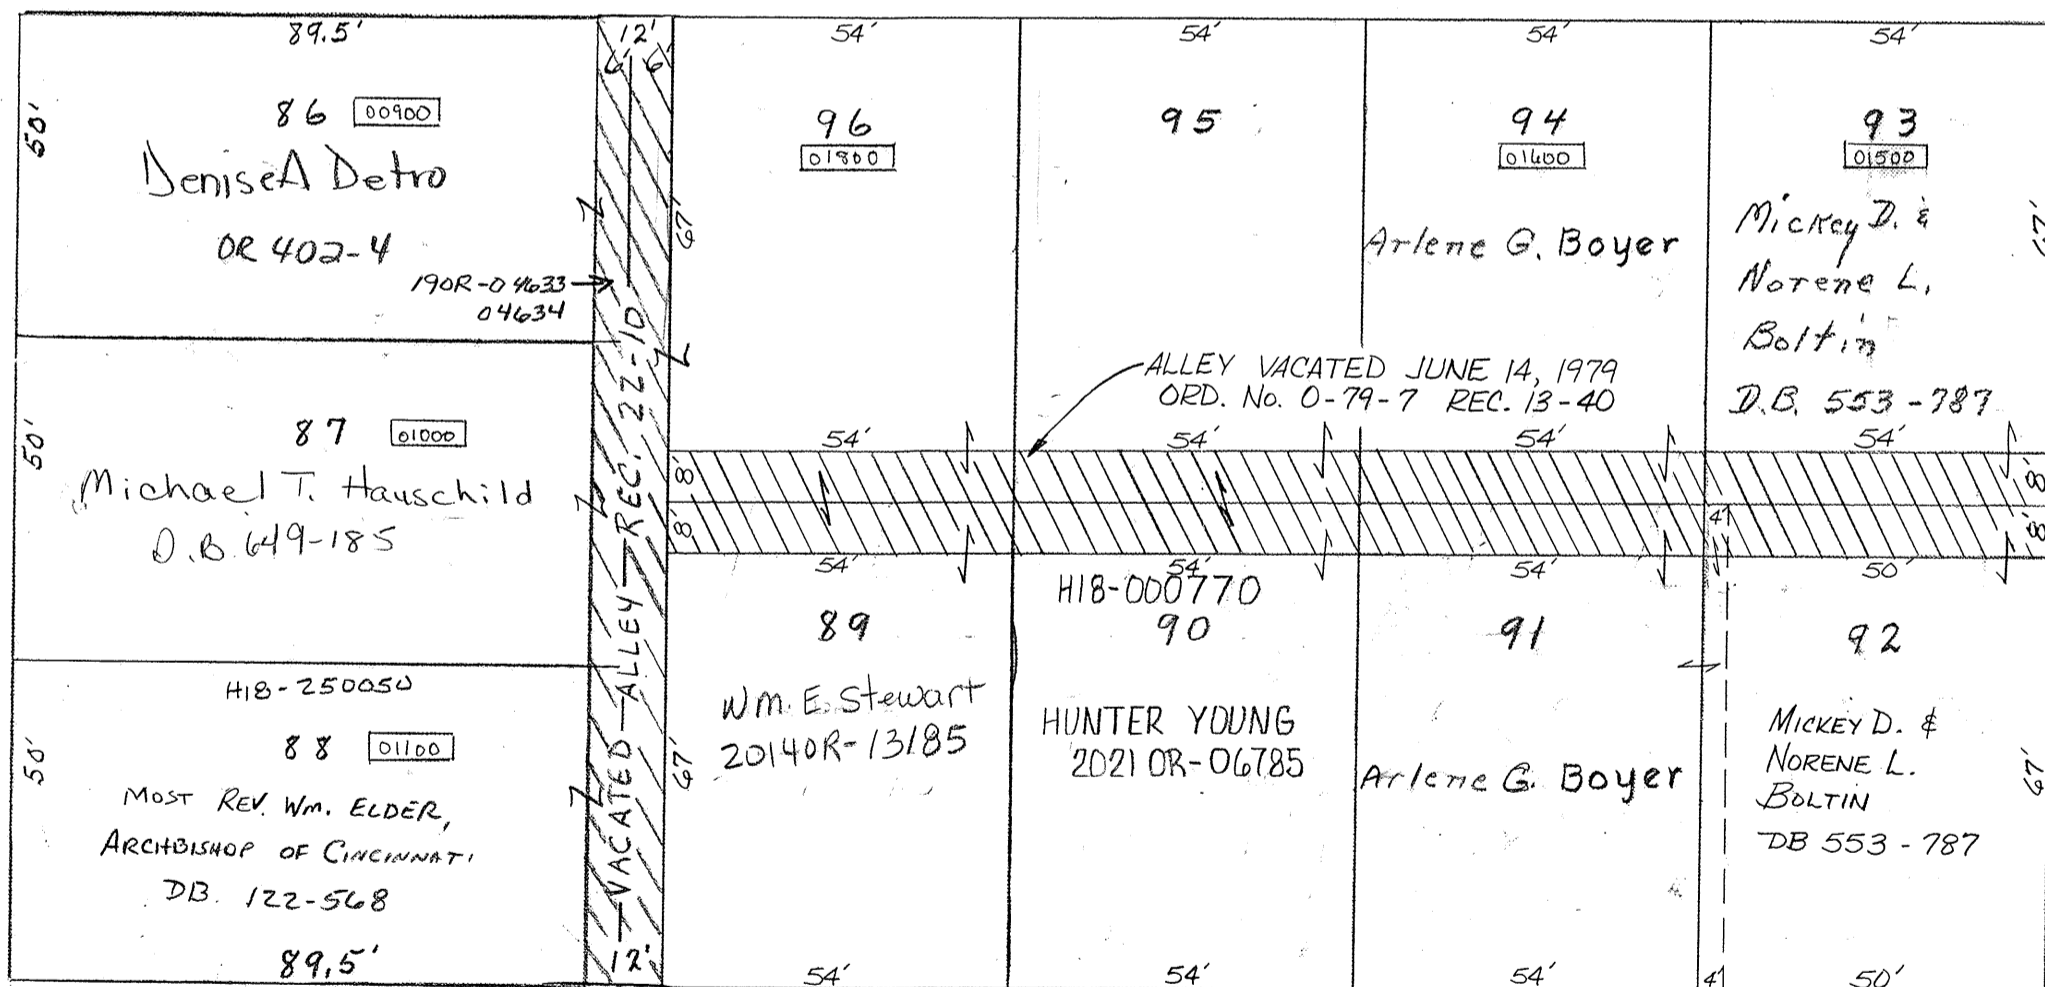 89.5'
50'
86 00900
Denise A Detro
OR 402-4
190R-04633
04634
50'
87 01000
Michael T. Hauschild
D.B. 649-185
H18-250050
50'
88 01100
MOST REV. WM. ELDER,
ARCHBISHOP OF CINCINNATI
DB. 122-568
89.5'
12'
6' 6'
VACATED ALLEY REC. 22-10
12'
54'
96
01800
67'
54'
54'
95
54'
54'
94
01600
Arlene G. Boyer
54'
54'
93
01500
Mickey D. &
Norene L.
Boltin
D.B. 553-787
67'
54'
ALLEY VACATED JUNE 14, 1979
ORD. No. O-79-7 REC. 13-40
8'
8'
8'
8'
4'
54'
89
Wm. E. Stewart
2014OR-13185
67'
54'
54'
H18-000770
90
HUNTER YOUNG
2021 OR-06785
54'
54'
91
Arlene G. Boyer
54'
4'
50'
92
MICKEY D. &
NORENE L.
BOLTIN
DB 553-787
67'
50'